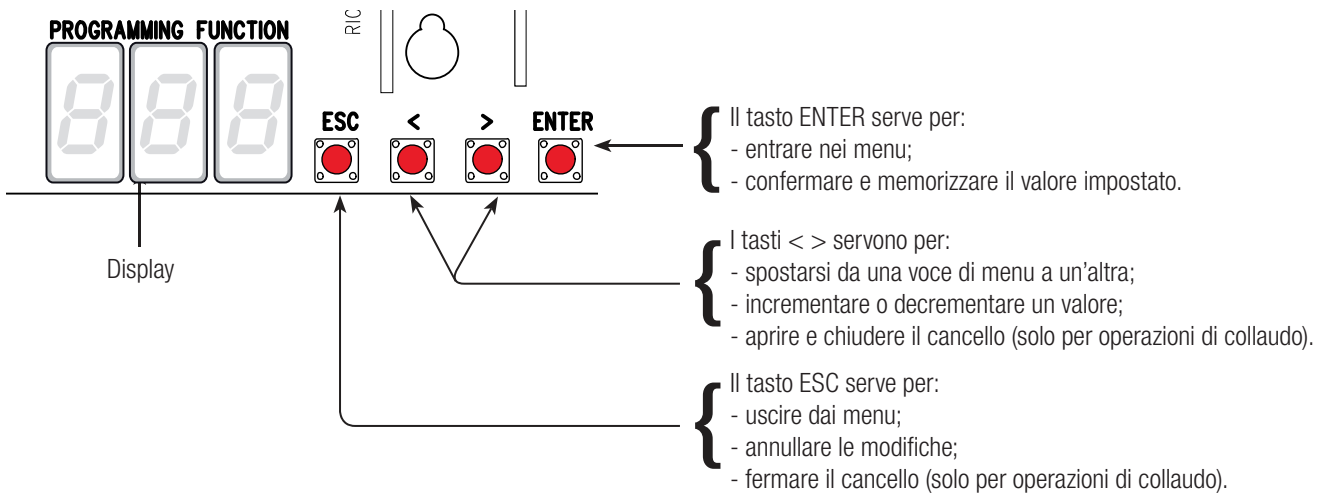 PROGRAMMING FUNCTION
RIC
888
ESC < > ENTER
Display
Il tasto ENTER serve per:
- entrare nei menu;
- confermare e memorizzare il valore impostato.
I tasti < > servono per:
- spostarsi da una voce di menu a un'altra;
- incrementare o decrementare un valore;
- aprire e chiudere il cancello (solo per operazioni di collaudo).
Il tasto ESC serve per:
- uscire dai menu;
- annullare le modifiche;
- fermare il cancello (solo per operazioni di collaudo).